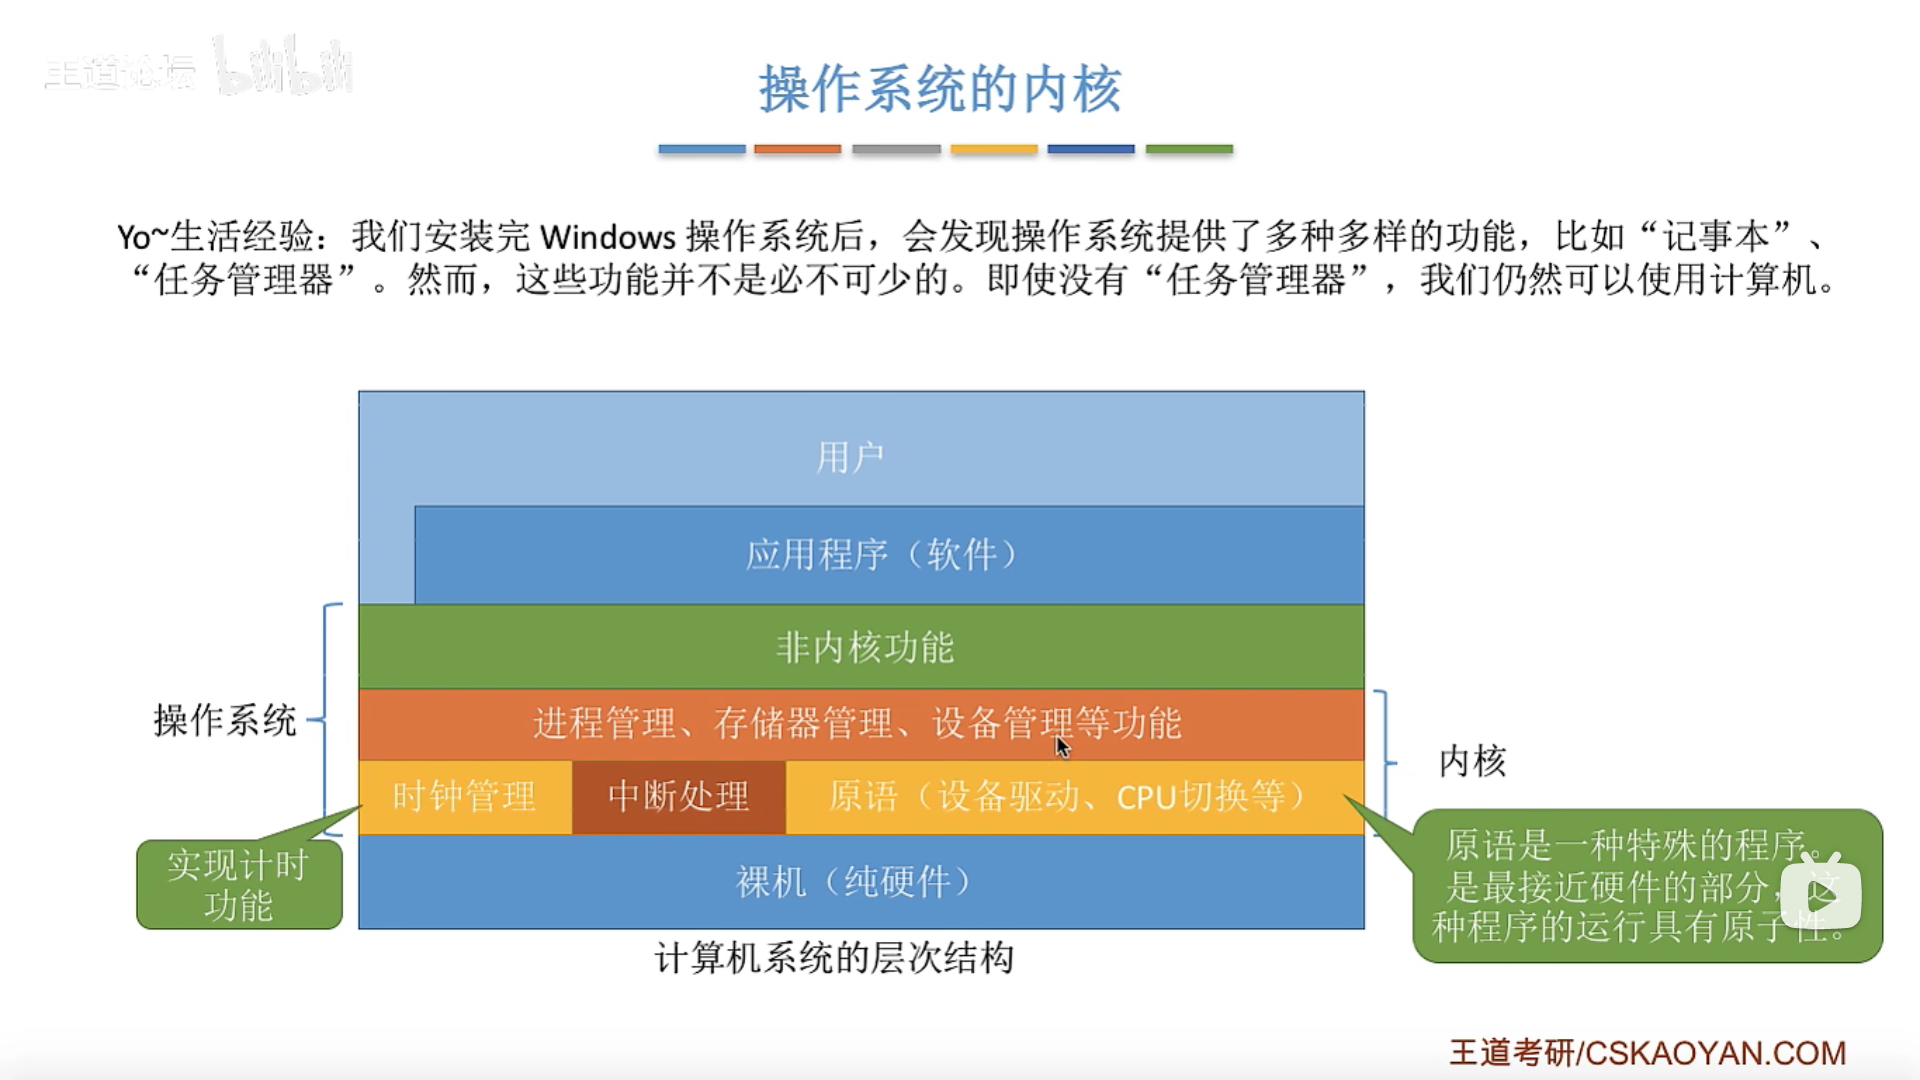 王道论坛 bilibili
操作系统的内核
Yo~生活经验：我们安装完 Windows 操作系统后，会发现操作系统提供了多种多样的功能，比如“记事本”、
“任务管理器”。然而，这些功能并不是必不可少的。即使没有“任务管理器”，我们仍然可以使用计算机。
用户
应用程序（软件）
非内核功能
操作系统
进程管理、存储器管理、设备管理等功能
内核
时钟管理
中断处理
原语（设备驱动、CPU切换等）
实现计时
功能
原语是一种特殊的程序。
是最接近硬件的部分，这
种程序的运行具有原子性。
裸机（纯硬件）
计算机系统的层次结构
王道考研/CSKAOYAN.COM